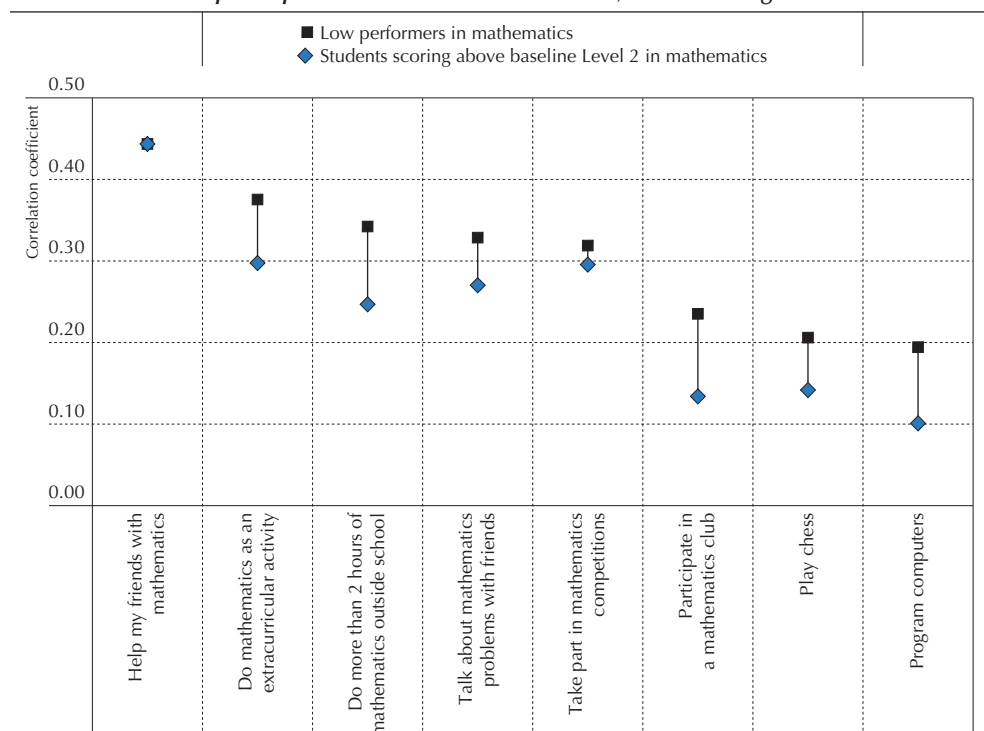 Low performers in mathematics
Students scoring above baseline Level 2 in mathematics
Correlation coefficient
0.50
0.40
0.30
0.20
0.10
0.00
Help my friends with
mathematics
Do mathematics as an
extracurricular activity
Do more than 2 hours of
mathematics outside school
Talk about mathematics
problems with friends
Take part in mathematics
competitions
Participate in
a mathematics club
Play chess
Program computers